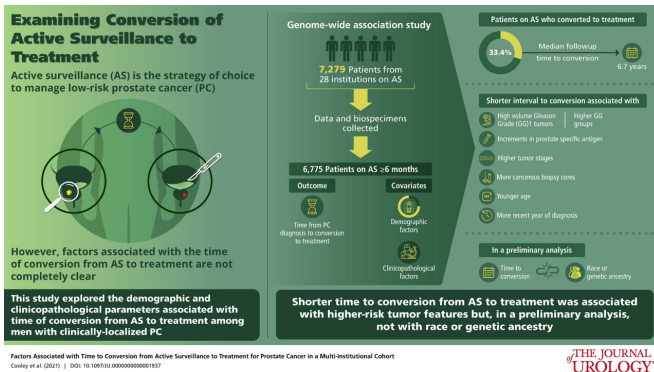 Examining Conversion of
Active Surveillance to
Treatment
Active surveillance (AS) is the strategy of choice
to manage low-risk prostate cancer (PC)
However, factors associated with the time
of conversion from AS to treatment are not
completely clear
This study explored the demographic and
clinicopathological parameters associated with
time of conversion from AS to treatment among
men with clinically-localized PC
Genome-wide association study
7,279 Patients from
28 institutions on AS
Data and biospecimens
collected
6,775 Patients on AS ≥6 months
Outcome
Time from PC
diagnosis to conversion
to treatment
Covariates
Demographic
factors
Clinicopathological
factors
Patients on AS who converted to treatment
33.4%
Median followup
time to conversion
6.7 years
Shorter interval to conversion associated with
High volume Gleason
Grade (GG)1 tumors
Higher GG
groups
Increments in prostate specific antigen
Higher tumor stages
More cancerous biopsy cores
Younger age
More recent year of diagnosis
In a preliminary analysis
Time to
conversion
Race or
genetic ancestry
Shorter time to conversion from AS to treatment was associated
with higher-risk tumor features but, in a preliminary analysis,
not with race or genetic ancestry
Factors Associated with Time to Conversion from Active Surveillance to Treatment for Prostate Cancer in a Multi-Institutional Cohort
Cooley et al. (2021) | DOI: 10.1097/JU.0000000000001937
THE JOURNAL
of UROLOGY